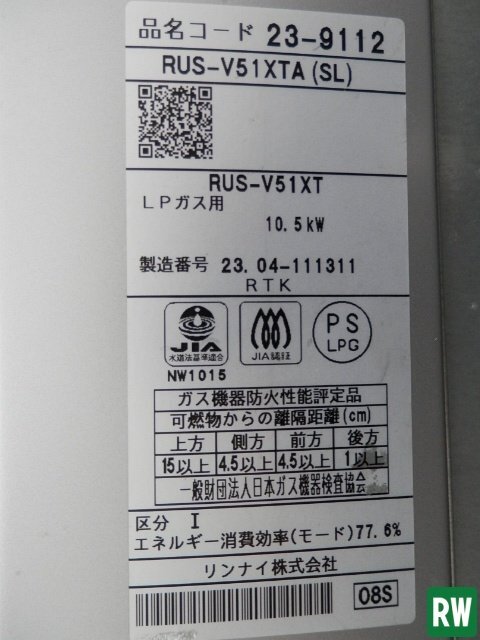 品名コード 23-9112
RUS-V51XTA(SL)
RUS-V51XT
LPガス用
10.5kW
製造番号 23.04-111311
RTK
JIA
水道法基準適合
NW1015
JIA認証
PS
LPG
ガス機器防火性能評定品
可燃物からの離隔距離(cm)
上方 側方 前方 後方
15以上 4.5以上 4.5以上 1以上
一般財団法人日本ガス機器検査協会
区分 I
エネルギー消費効率(モード)77.6%
リンナイ株式会社
08S
RW